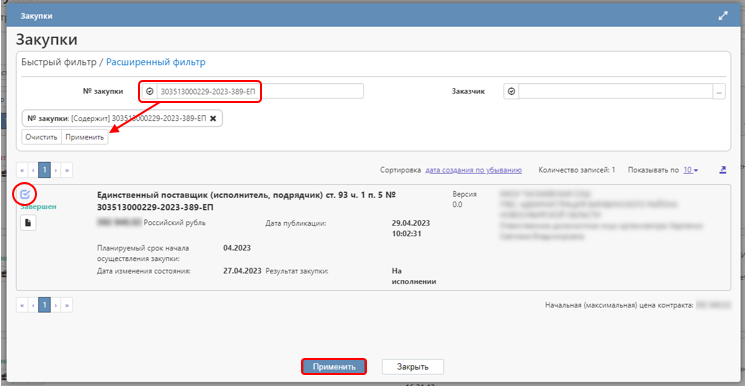 Закупки
Закупки
Быстрый фильтр / Расширенный фильтр
№ закупки 303513000229-2023-389-ЕП Заказчик ...
№ закупки: [Содержит] 303513000229-2023-389-ЕП ✖
Очистить Применить
« ‹ 1 › » Сортировка дата создания по убыванию Количество записей: 1 Показывать по 10
Единственный поставщик (исполнитель, подрядчик) ст. 93 ч. 1 п. 5 № Версия
Завершен 303513000229-2023-389-ЕП 0.0
Российский рубль Дата публикации: 29.04.2023
10:02:31
Планируемый срок начала 04.2023
осуществления закупки:
Дата изменения состояния: 27.04.2023 Результат закупки: На
исполнении
« ‹ 1 › » Начальная (максимальная) цена контракта:
Применить Закрыть